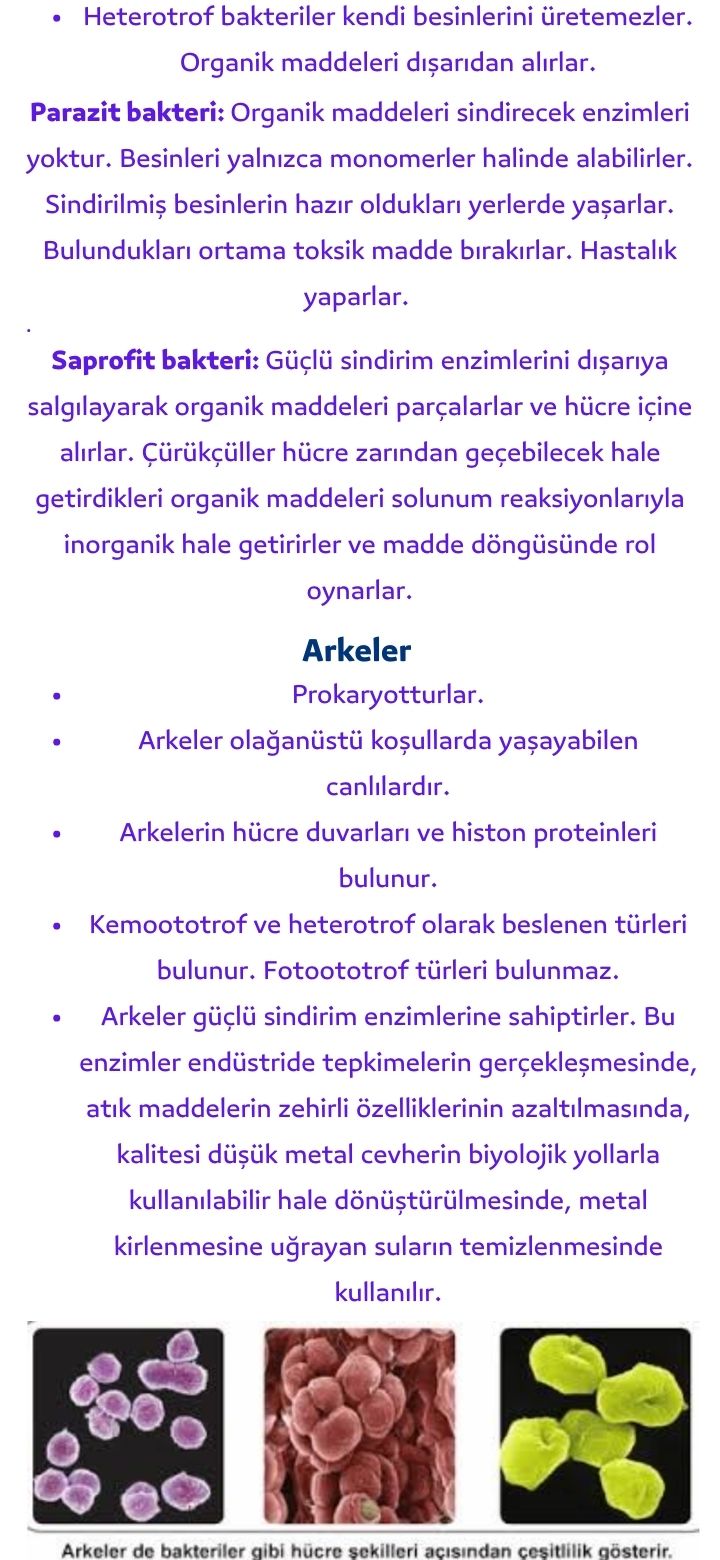 • Heterotrof bakteriler kendi besinlerini üretemezler.
Organik maddeleri dışarıdan alırlar.
Parazit bakteri: Organik maddeleri sindirecek enzimleri
yoktur. Besinleri yalnızca monomerler halinde alabilirler.
Sindirilmiş besinlerin hazır oldukları yerlerde yaşarlar.
Bulundukları ortama toksik madde bırakırlar. Hastalık
yaparlar.
.
Saprofit bakteri: Güçlü sindirim enzimlerini dışarıya
salgılayarak organik maddeleri parçalarlar ve hücre içine
alırlar. Çürükçüller hücre zarından geçebilecek hale
getirdikleri organik maddeleri solunum reaksiyonlarıyla
inorganik hale getirirler ve madde döngüsünde rol
oynarlar.
Arkeler
• Prokaryotturlar.
• Arkeler olağanüstü koşullarda yaşayabilen
canlılardır.
• Arkelerin hücre duvarları ve histon proteinleri
bulunur.
• Kemoototrof ve heterotrof olarak beslenen türleri
bulunur. Fotoototrof türleri bulunmaz.
• Arkeler güçlü sindirim enzimlerine sahiptirler. Bu
enzimler endüstride tepkimelerin gerçekleşmesinde,
atık maddelerin zehirli özelliklerinin azaltılmasında,
kalitesi düşük metal cevherin biyolojik yollarla
kullanılabilir hale dönüştürülmesinde, metal
kirlenmesine uğrayan suların temizlenmesinde
kullanılır.
Arkeler de bakteriler gibi hücre şekilleri açısından çeşitlilik gösterir.